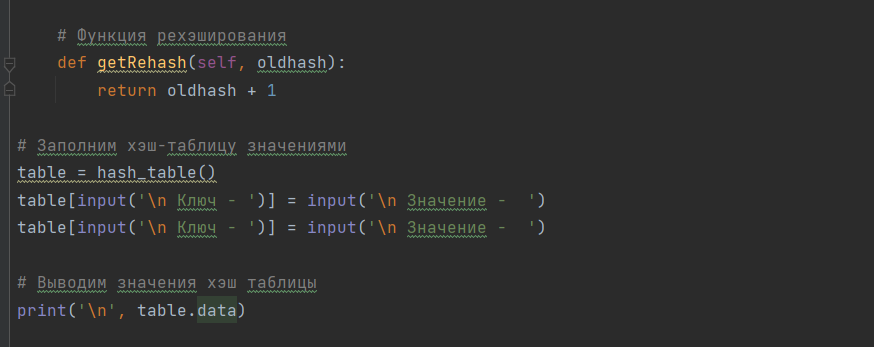 # Функция рехэширования
def getRehash(self, oldhash):
return oldhash + 1
# Заполним хэш-таблицу значениями
table = hash_table()
table[input('\n Ключ - ')] = input('\n Значение -  ')
table[input('\n Ключ - ')] = input('\n Значение -  ')
# Выводим значения хэш таблицы
print('\n', table.data)